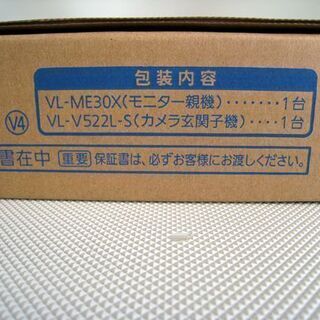 包装内容
VL-ME30X(モニター親機)・・・・・・・1台
VL-V522L-S(カメラ玄関子機)・・・・1台
V4
書在中 重要 保証書は、必ずお客様にお渡しください。